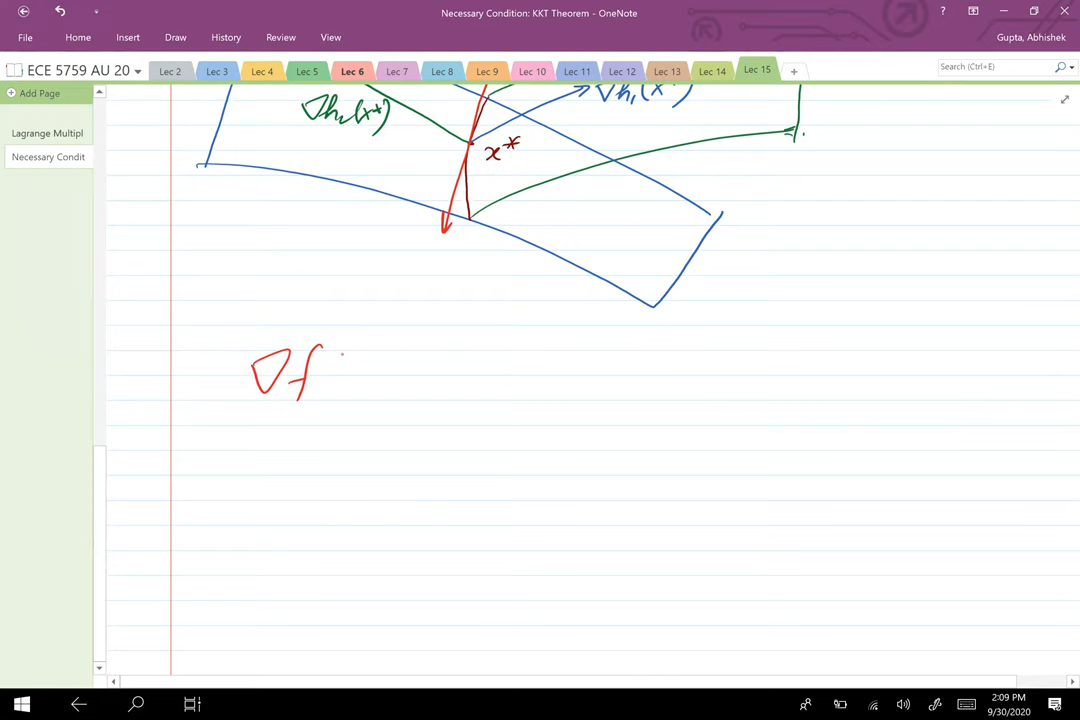 Necessary Condition: KKT Theorem - OneNote
?
File Home Insert Draw History Review View
Gupta, Abhishek
ECE 5759 AU 20
Lec 2 Lec 3 Lec 4 Lec 5 Lec 6 Lec 7 Lec 8 Lec 9 Lec 10 Lec 11 Lec 12 Lec 13 Lec 14 Lec 15 +
Search (Ctrl+E)
Add Page
Lagrange Multipl
Necessary Condit
∇h₂(x*)
∇h₁(x*)
x*
∇f
2:09 PM
9/30/2020